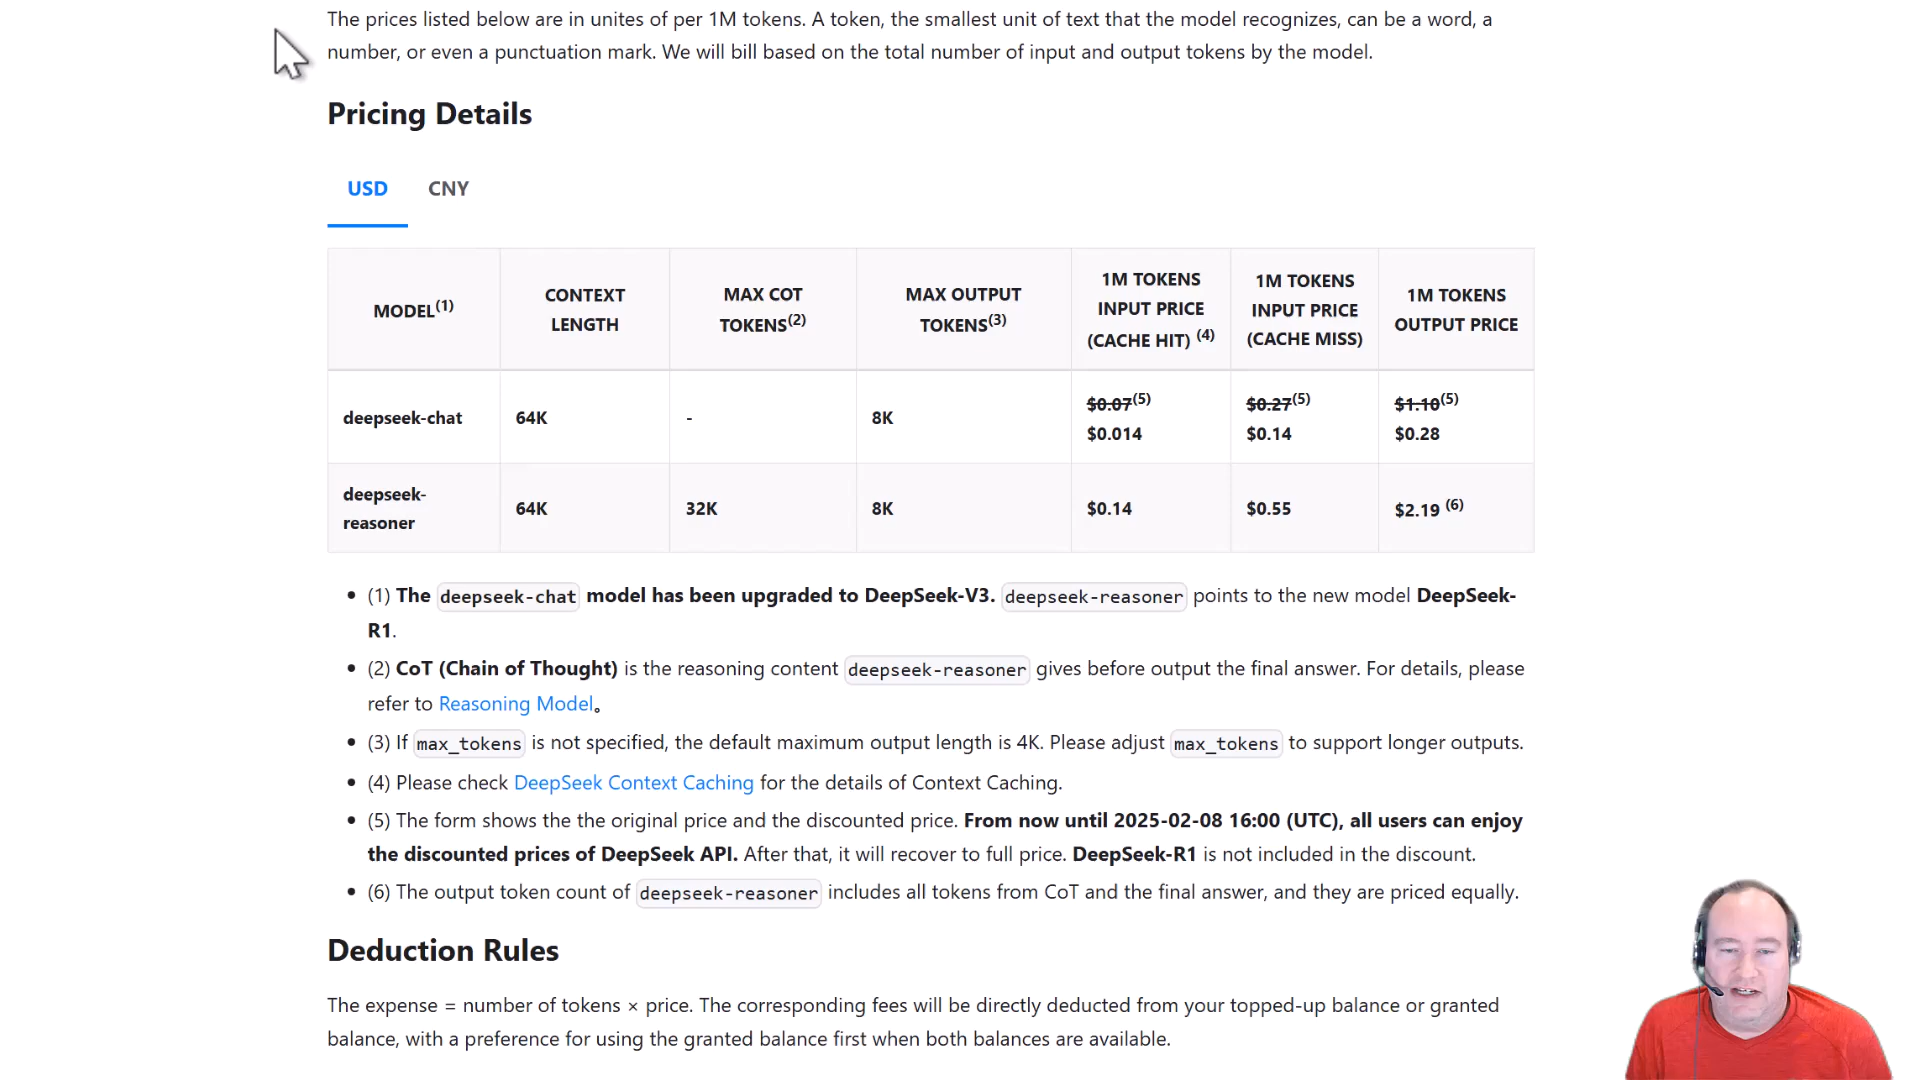 The prices listed below are in unites of per 1M tokens. A token, the smallest unit of text that the model recognizes, can be a word, a
number, or even a punctuation mark. We will bill based on the total number of input and output tokens by the model.
Pricing Details
USD CNY
MODEL(1) CONTEXT LENGTH MAX COT TOKENS(2) MAX OUTPUT TOKENS(3) 1M TOKENS INPUT PRICE (CACHE HIT) (4) 1M TOKENS INPUT PRICE (CACHE MISS) 1M TOKENS OUTPUT PRICE
deepseek-chat 64K - 8K $0.07(5) $0.014 $0.27(5) $0.14 $1.10(5) $0.28
deepseek-reasoner 64K 32K 8K $0.14 $0.55 $2.19 (6)
• (1) The deepseek-chat model has been upgraded to DeepSeek-V3. deepseek-reasoner points to the new model DeepSeek-
R1.
• (2) CoT (Chain of Thought) is the reasoning content deepseek-reasoner gives before output the final answer. For details, please
refer to Reasoning Model。
• (3) If max_tokens is not specified, the default maximum output length is 4K. Please adjust max_tokens to support longer outputs.
• (4) Please check DeepSeek Context Caching for the details of Context Caching.
• (5) The form shows the the original price and the discounted price. From now until 2025-02-08 16:00 (UTC), all users can enjoy
the discounted prices of DeepSeek API. After that, it will recover to full price. DeepSeek-R1 is not included in the discount.
• (6) The output token count of deepseek-reasoner includes all tokens from CoT and the final answer, and they are priced equally.
Deduction Rules
The expense = number of tokens × price. The corresponding fees will be directly deducted from your topped-up balance or granted
balance, with a preference for using the granted balance first when both balances are available.